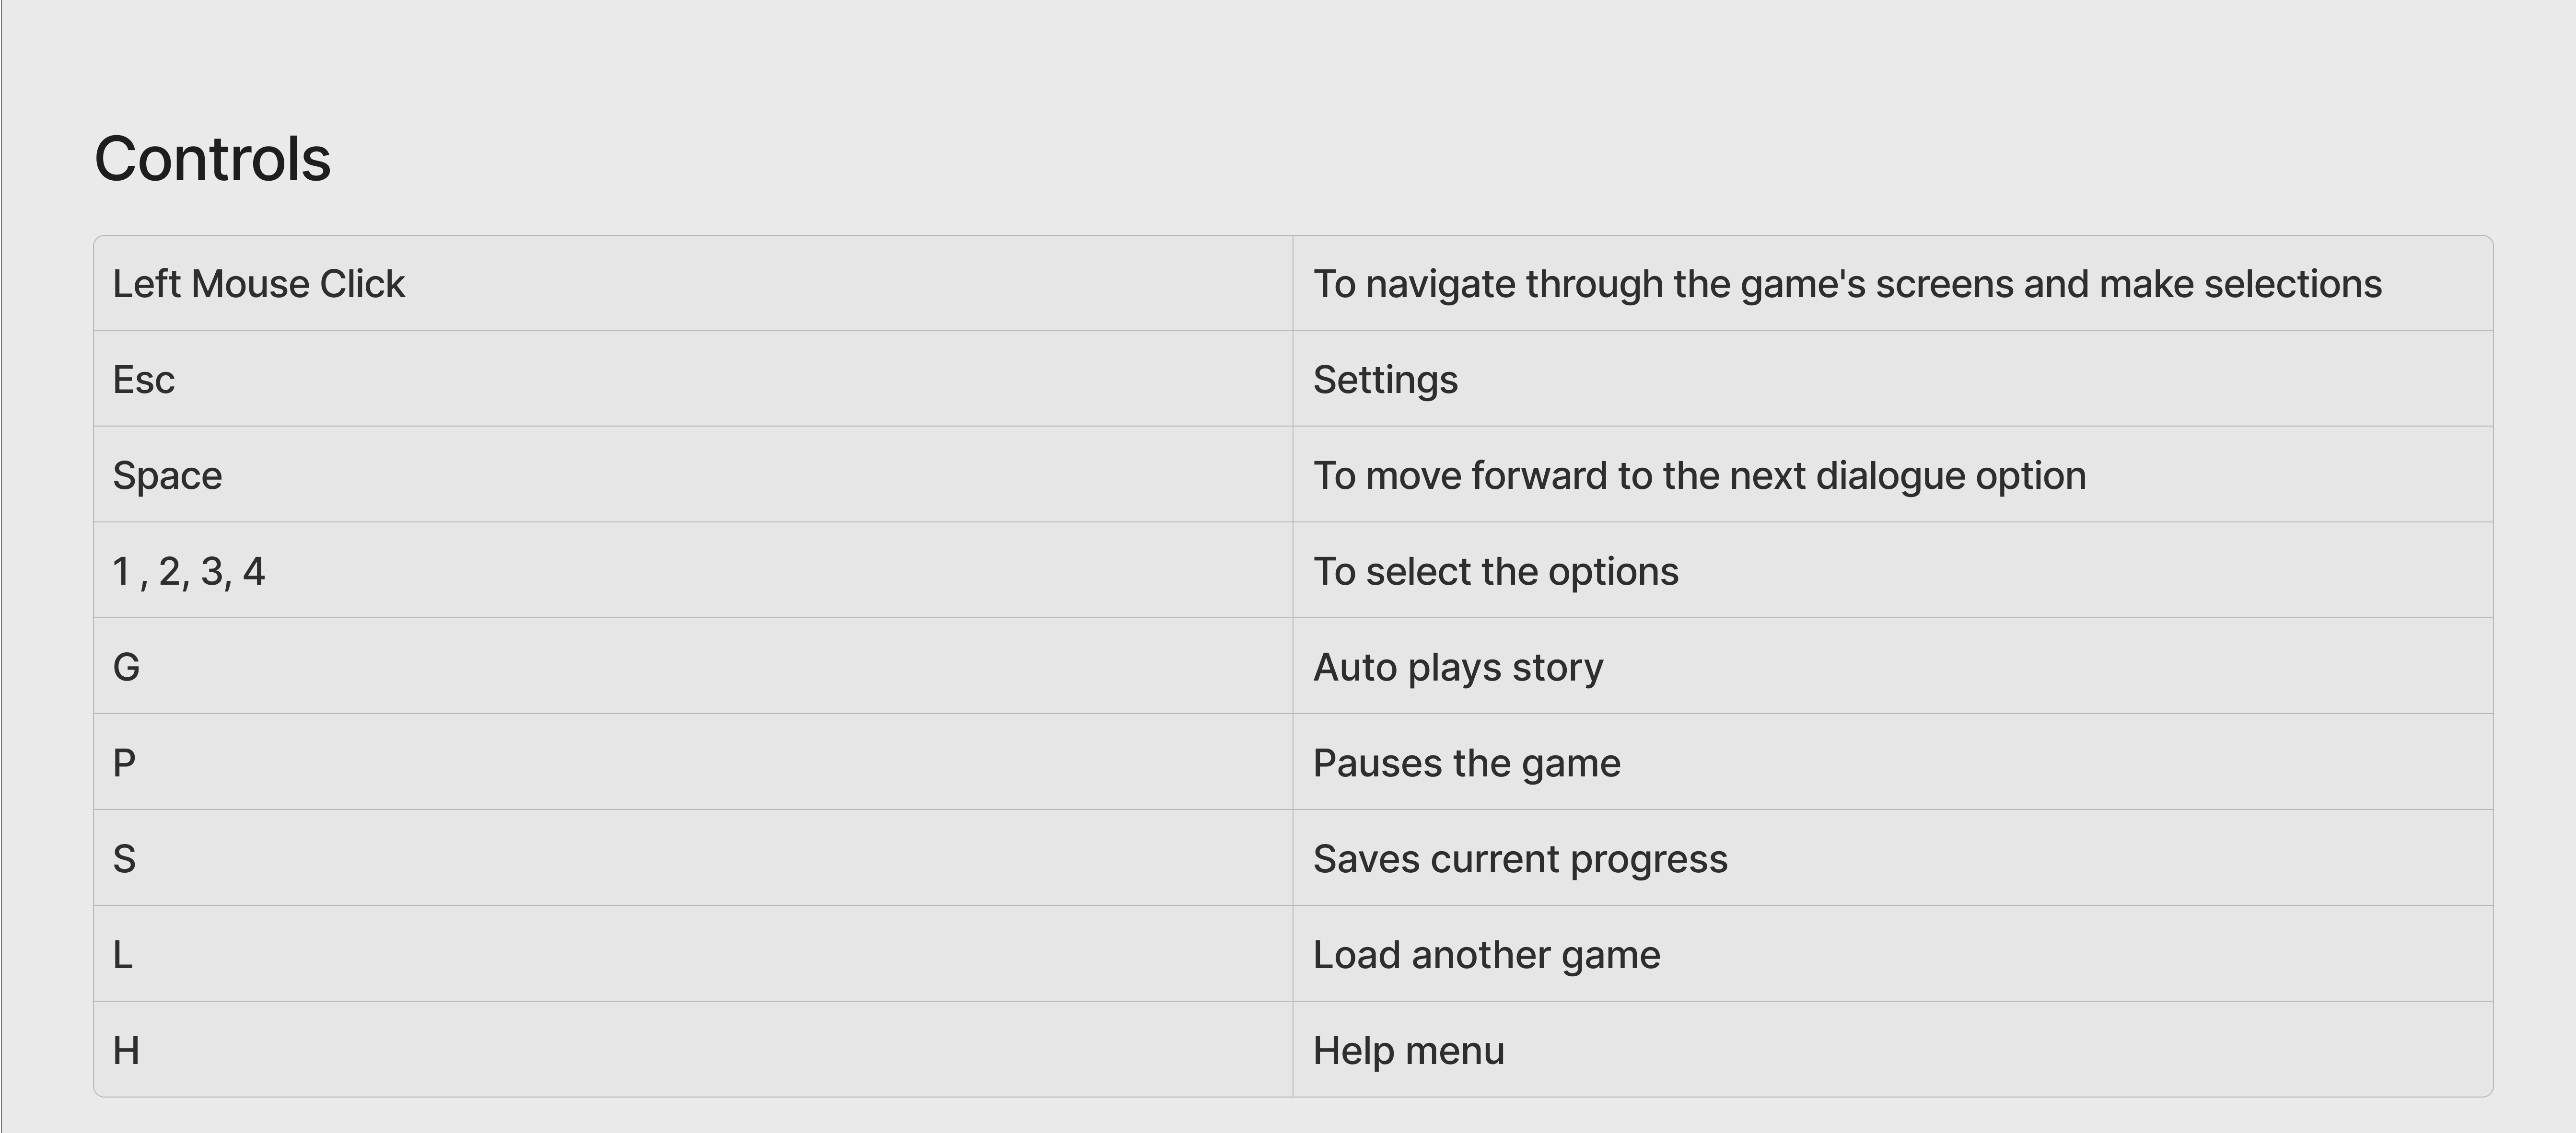 Controls
Left Mouse Click
To navigate through the game's screens and make selections
Esc
Settings
Space
To move forward to the next dialogue option
1 , 2, 3, 4
To select the options
G
Auto plays story
P
Pauses the game
S
Saves current progress
L
Load another game
H
Help menu